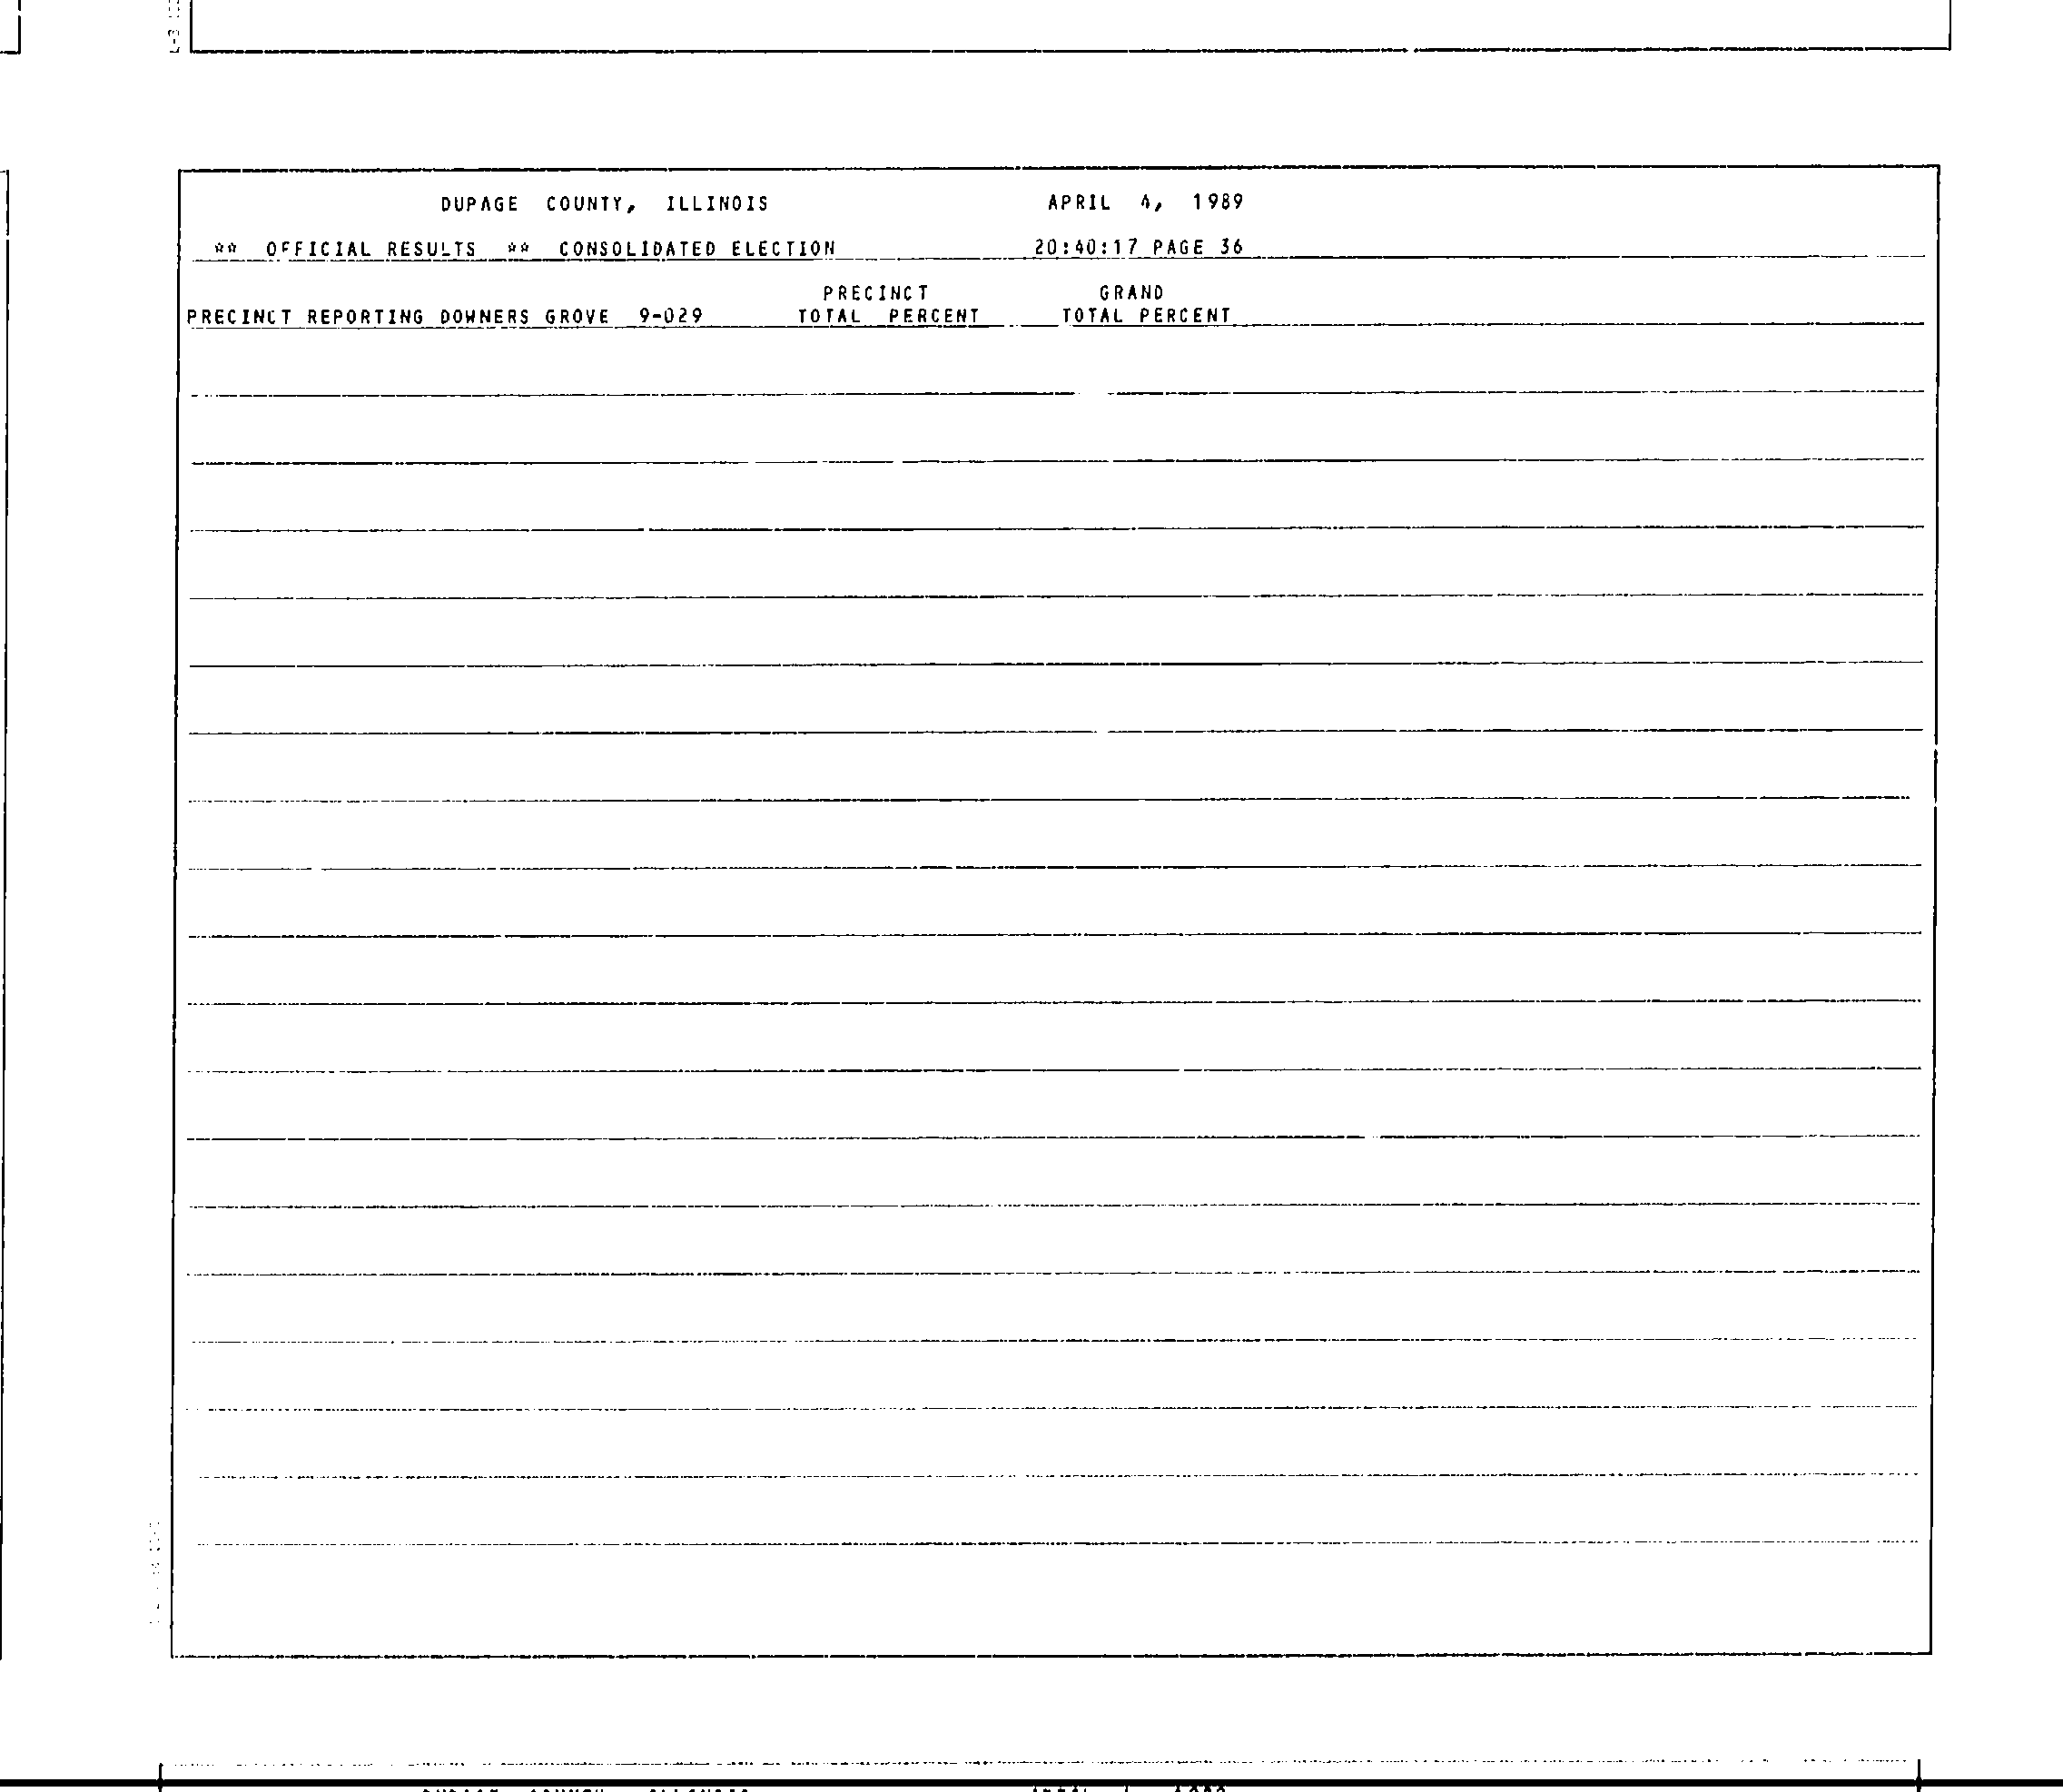 DUPAGE COUNTY, ILLINOIS APRIL 4, 1989
** OFFICIAL RESULTS ** CONSOLIDATED ELECTION 20:40:17 PAGE 36
PRECINCT GRAND
PRECINCT REPORTING DOWNERS GROVE 9-029 TOTAL PERCENT TOTAL PERCENT